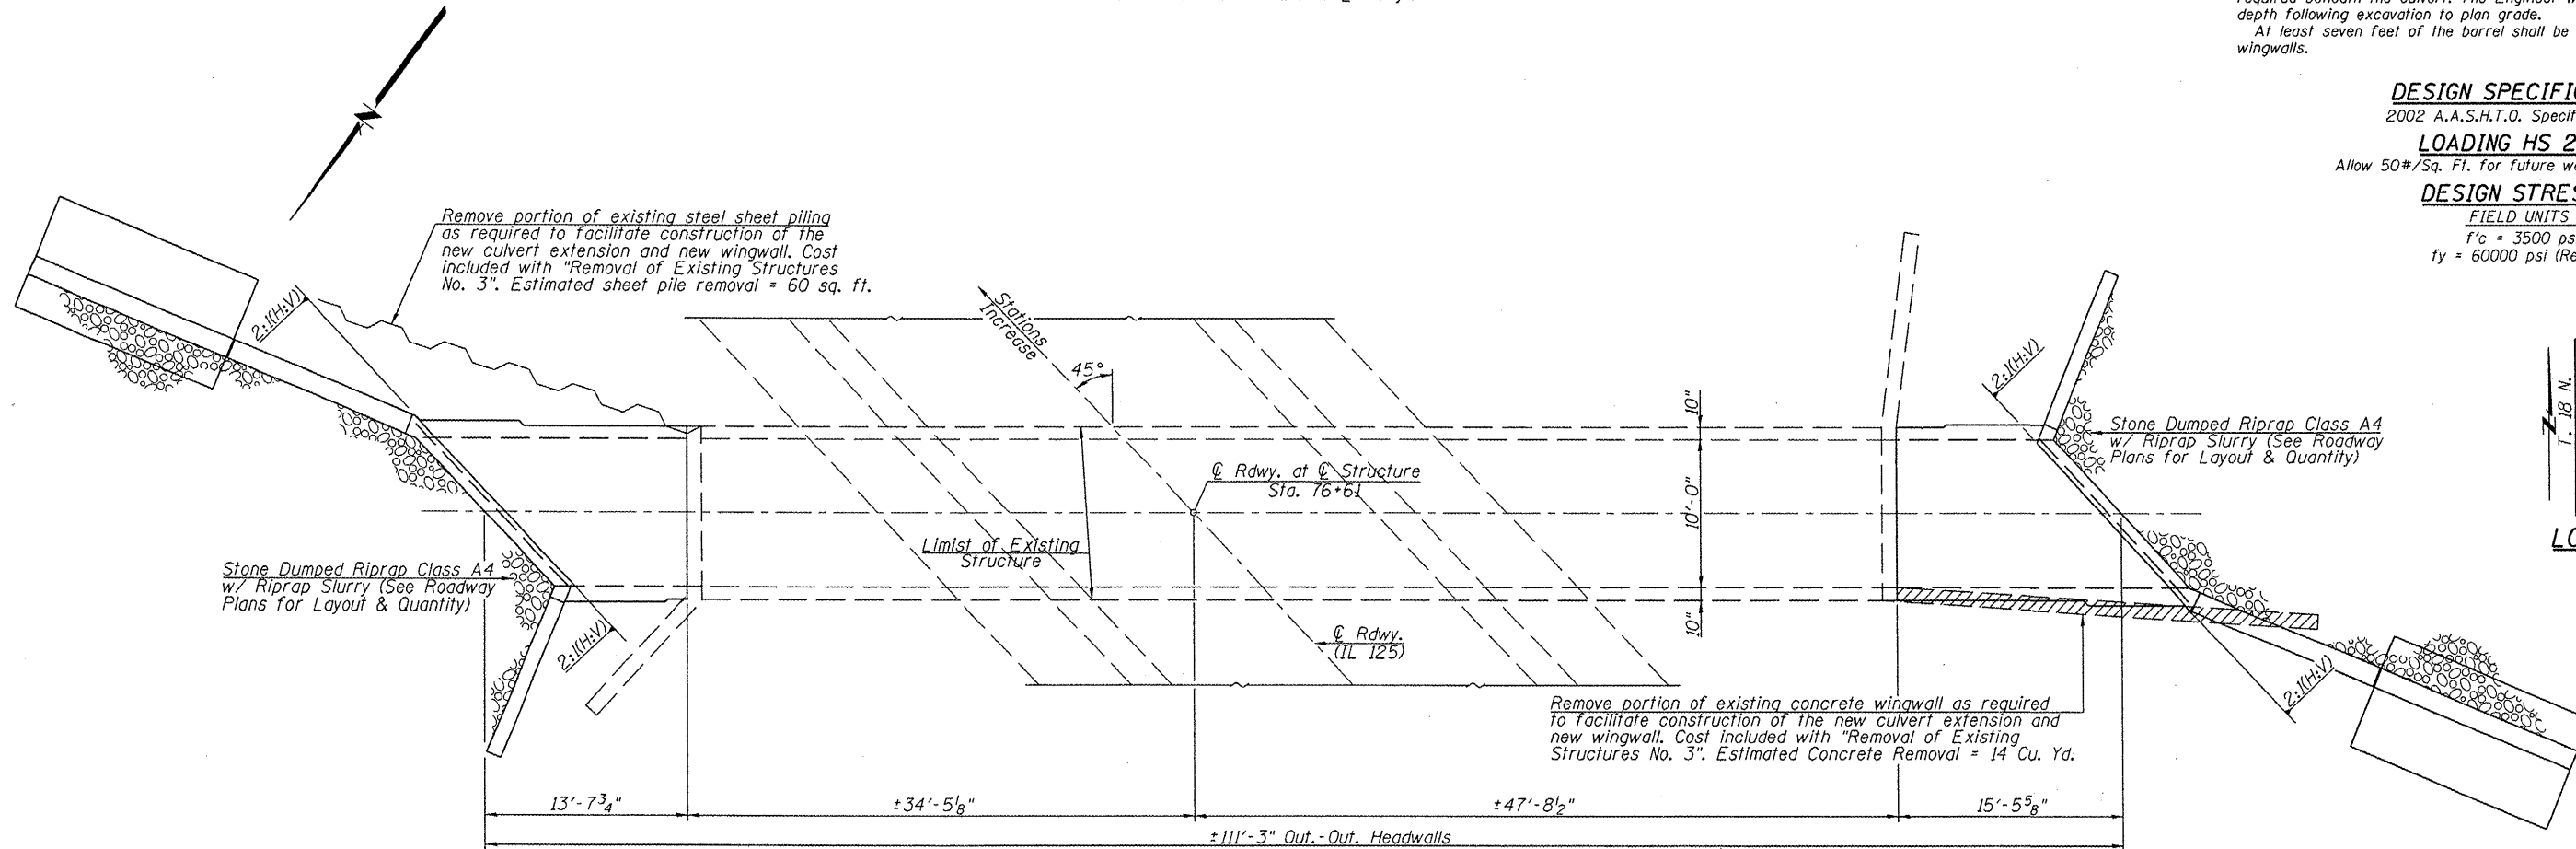 depth following excavation to plan grade.
At least seven feet of the barrel shall be
wingwalls.
DESIGN SPECIFI
2002 A.A.S.H.T.O. Specif
LOADING HS 2
Allow 50#/Sq. Ft. for future w
DESIGN STRES
FIELD UNITS
f'c = 3500 ps
fy = 60000 psi (Re
N
Remove portion of existing steel sheet piling
as required to facilitate construction of the
new culvert extension and new wingwall. Cost
included with "Removal of Existing Structures
No. 3". Estimated sheet pile removal = 60 sq. ft.
2:1(H:V)
Stations
Increase
45°
10"
2:1(H:V)
Stone Dumped Riprap Class A4
w/ Riprap Slurry (See Roadway
Plans for Layout & Quantity)
N
T. 18 N.
℄ Rdwy. at ℄ Structure
Sta. 76+61
10'-0"
Limist of Existing
Structure
LO
Stone Dumped Riprap Class A4
w/ Riprap Slurry (See Roadway
Plans for Layout & Quantity)
2:1(H:V)
10"
℄ Rdwy.
(IL 125)
2:1(H:V)
Remove portion of existing concrete wingwall as required
to facilitate construction of the new culvert extension and
new wingwall. Cost included with "Removal of Existing
Structures No. 3". Estimated Concrete Removal = 14 Cu. Yd.
13'-7¾"
±34'-5⅛"
±47'-8½"
15'-5⅝"
±111'-3" Out.-Out. Headwalls